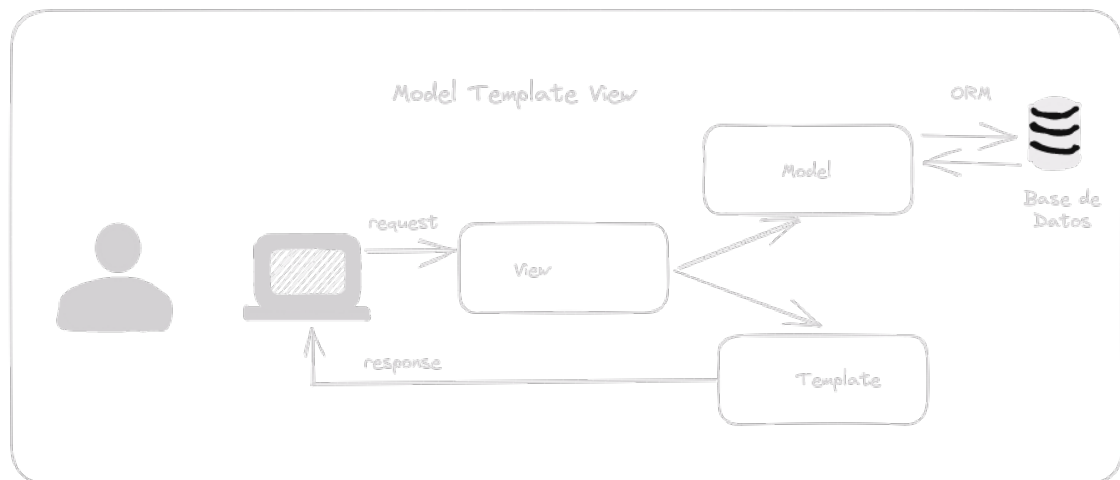 Model Template View
ORM
Model
Base de
Datos
request
View
response
Template